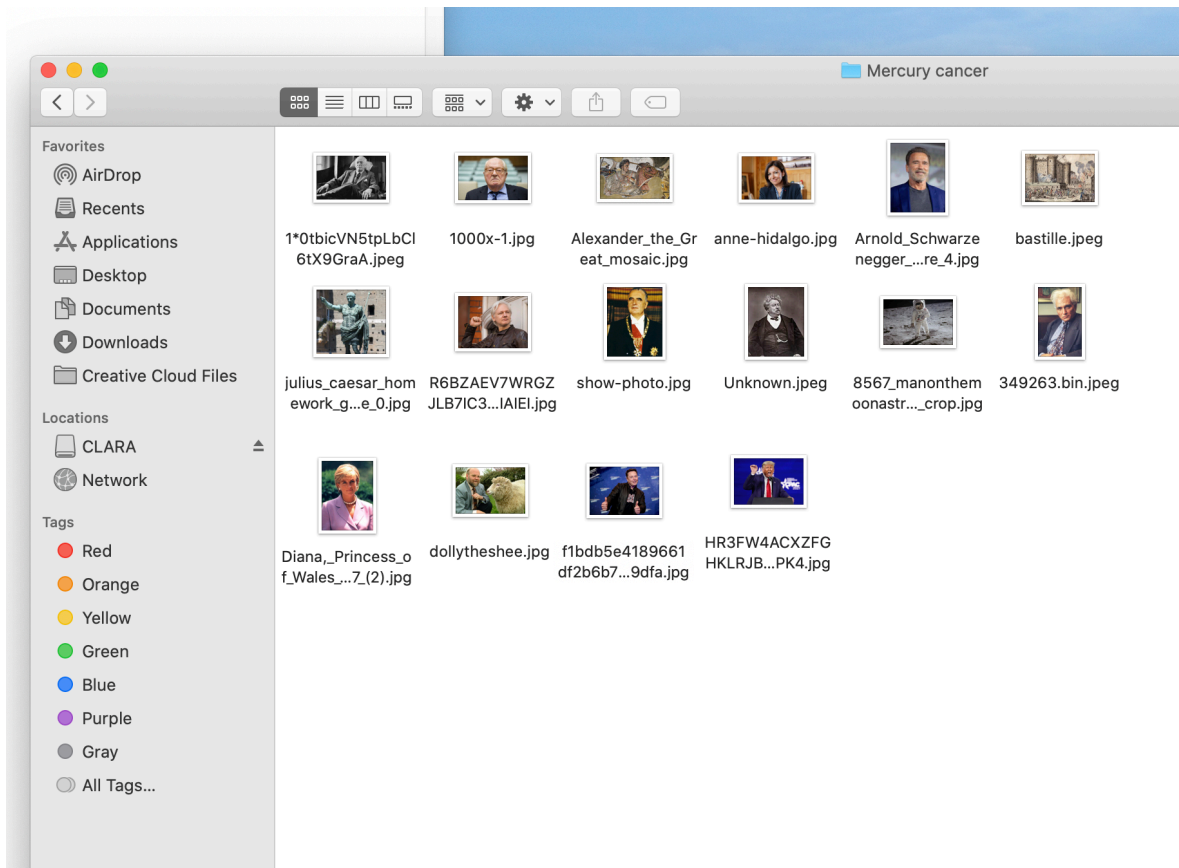 Mercury cancer
Favorites
AirDrop
Recents
Applications
Desktop
Documents
Downloads
Creative Cloud Files
Locations
CLARA
Network
Tags
Red
Orange
Yellow
Green
Blue
Purple
Gray
All Tags...
1*0tbicVN5tpLbCl
6tX9GraA.jpeg
1000x-1.jpg
Alexander_the_Gr
eat_mosaic.jpg
anne-hidalgo.jpg
Arnold_Schwarze
negger_...re_4.jpg
bastille.jpeg
julius_caesar_hom
ework_g...e_0.jpg
R6BZAEV7WRGZ
JLB7IC3...IAIEI.jpg
show-photo.jpg
Unknown.jpeg
8567_manonthem
oonastr..._crop.jpg
349263.bin.jpeg
Diana,_Princess_o
f_Wales_...7_(2).jpg
dollytheshee.jpg
f1bdb5e4189661
df2b6b7...9dfa.jpg
HR3FW4ACXZFG
HKLRJB...PK4.jpg